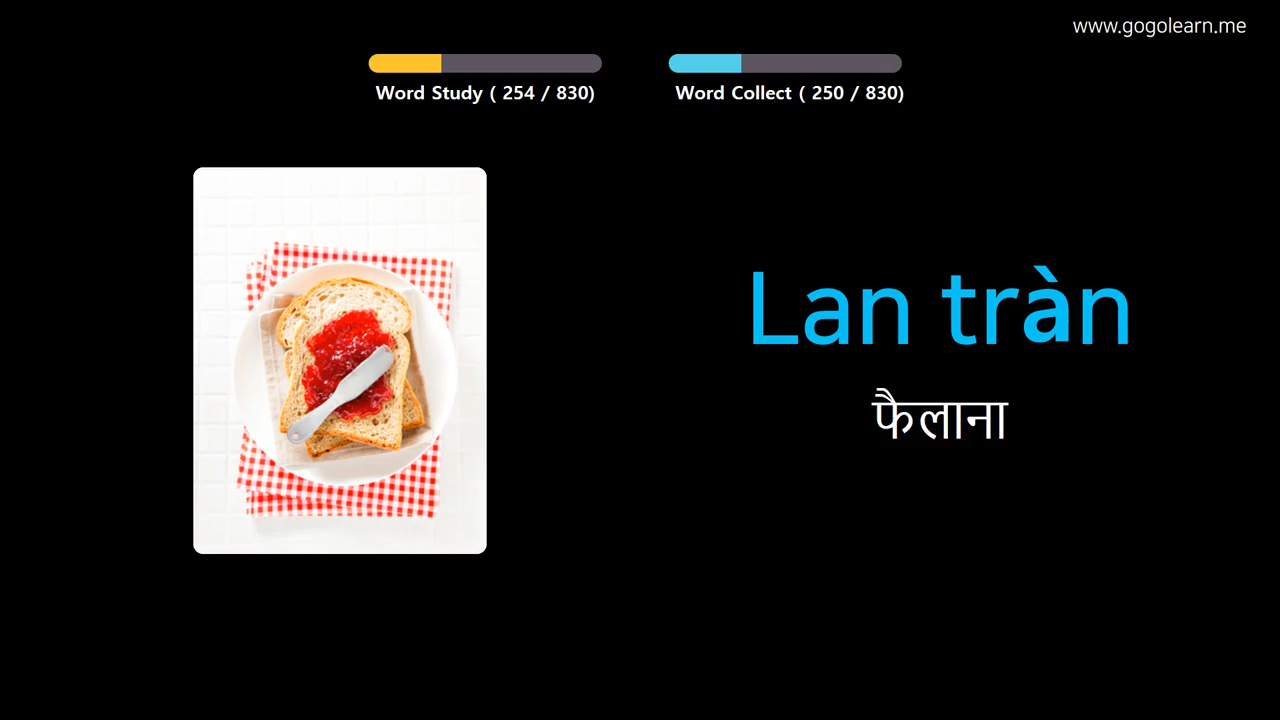 www.gogolearn.me
Word Study ( 254 / 830)
Word Collect ( 250 / 830)
Lan tràn
फैलाना